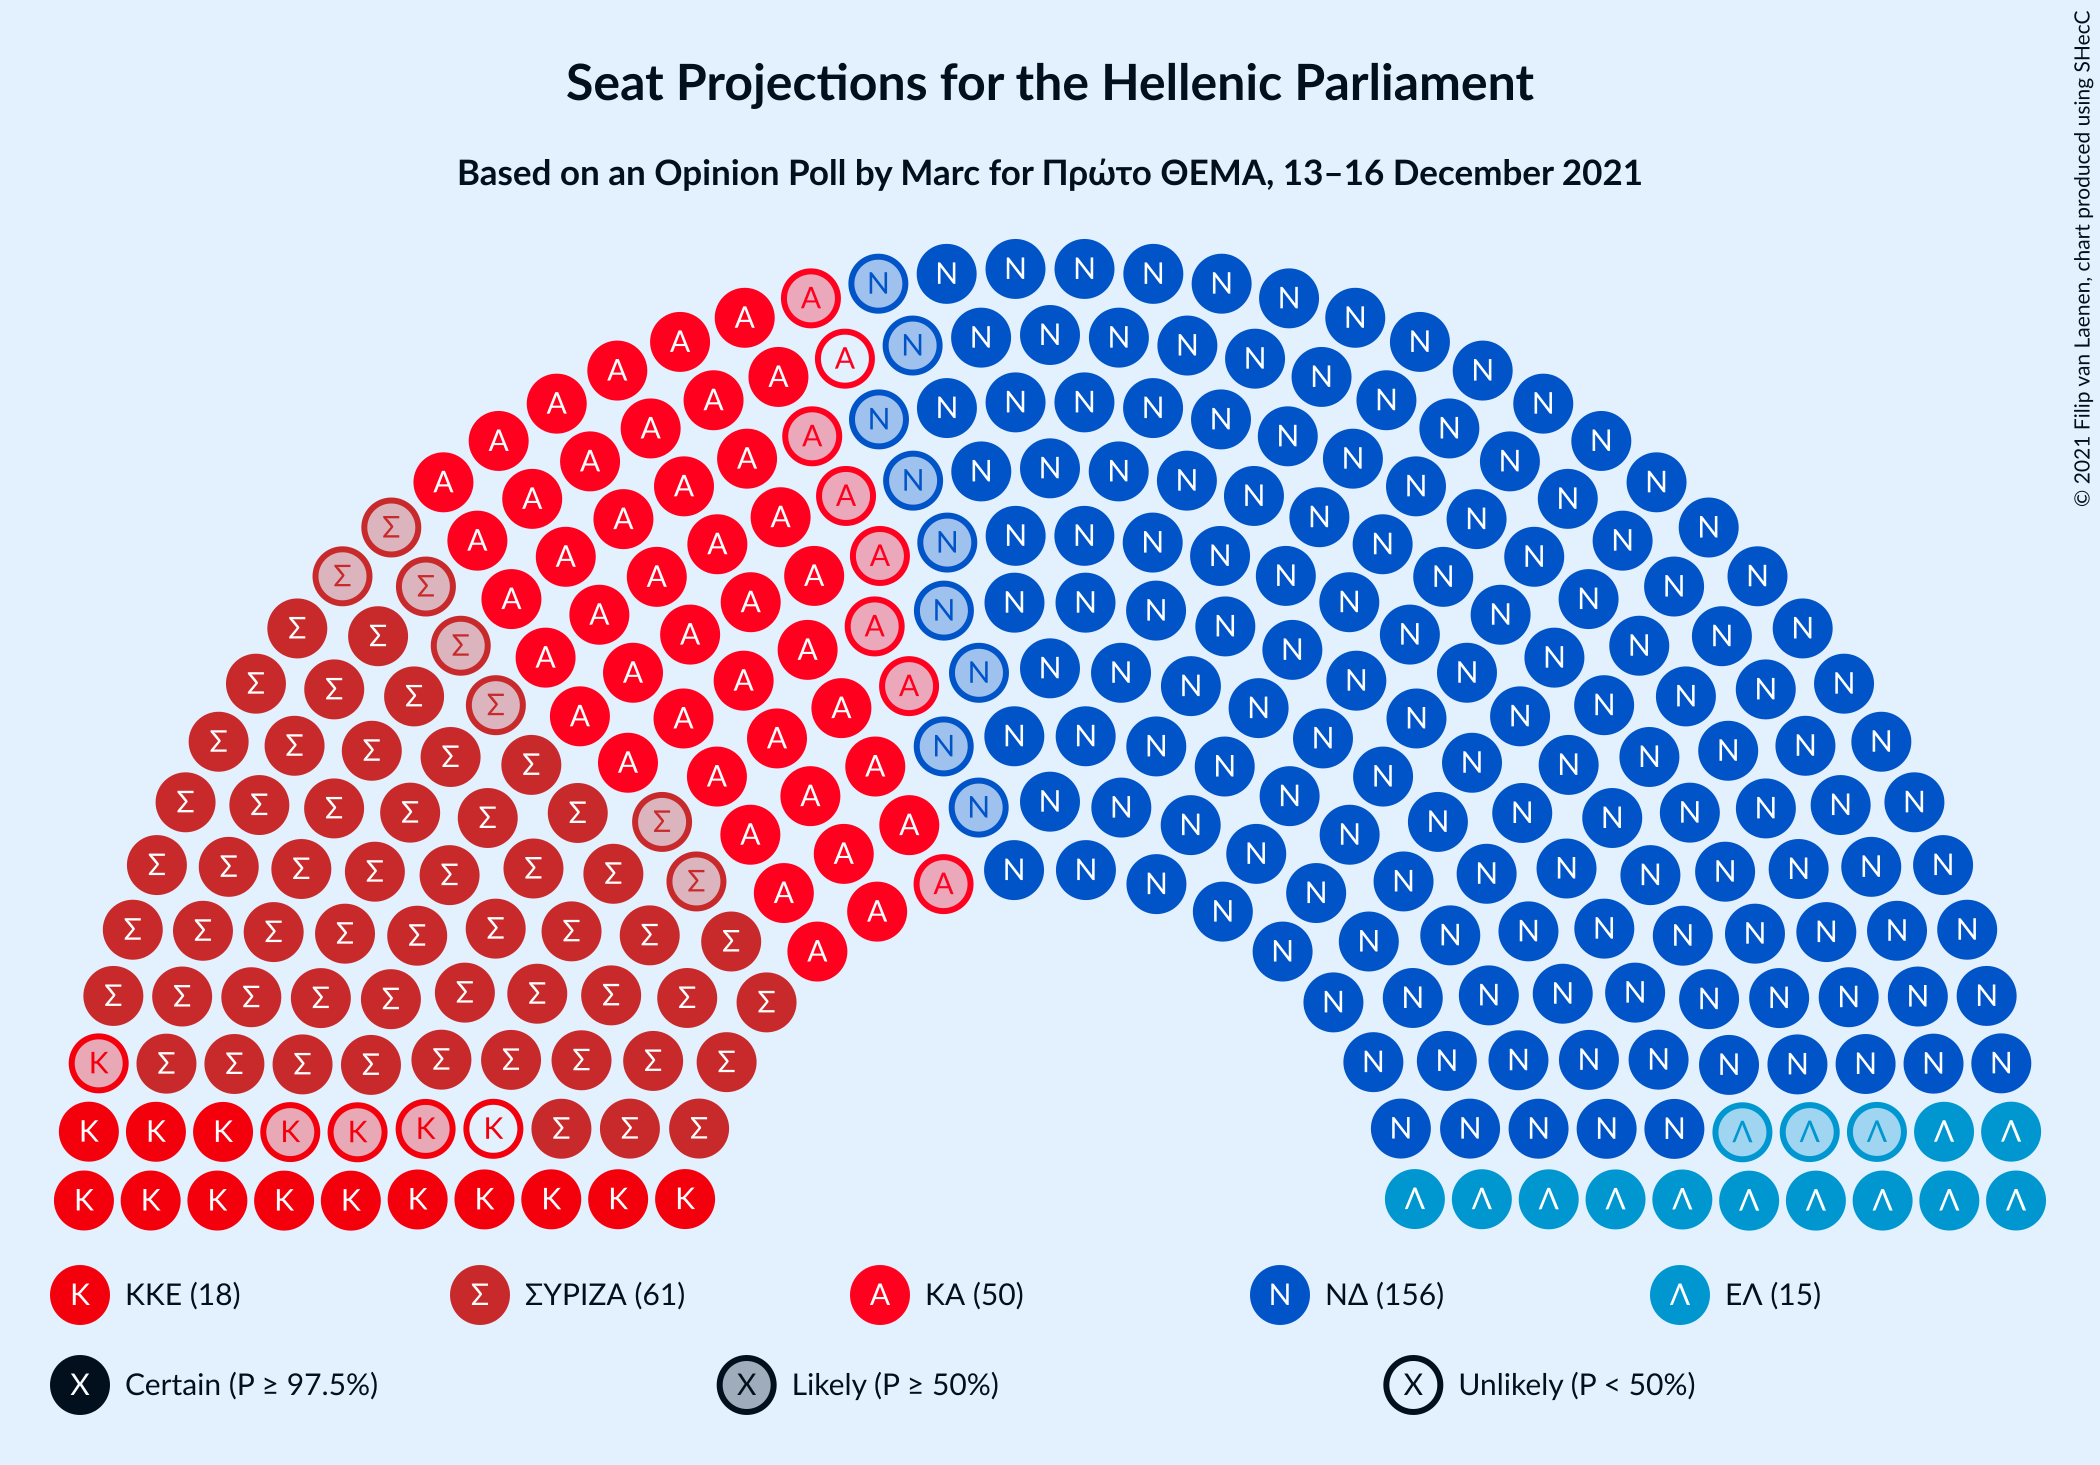 Seat Projections for the Hellenic Parliament
Based on an Opinion Poll by Marc for Πρώτο ΘΕΜΑ, 13–16 December 2021
© 2021 Filip van Laenen, chart produced using SHecC
Κ ΚΚΕ (18) Σ ΣΥΡΙΖΑ (61) Α ΚΑ (50) Ν ΝΔ (156) Λ ΕΛ (15)
X Certain (P ≥ 97.5%) X Likely (P ≥ 50%) X Unlikely (P < 50%)